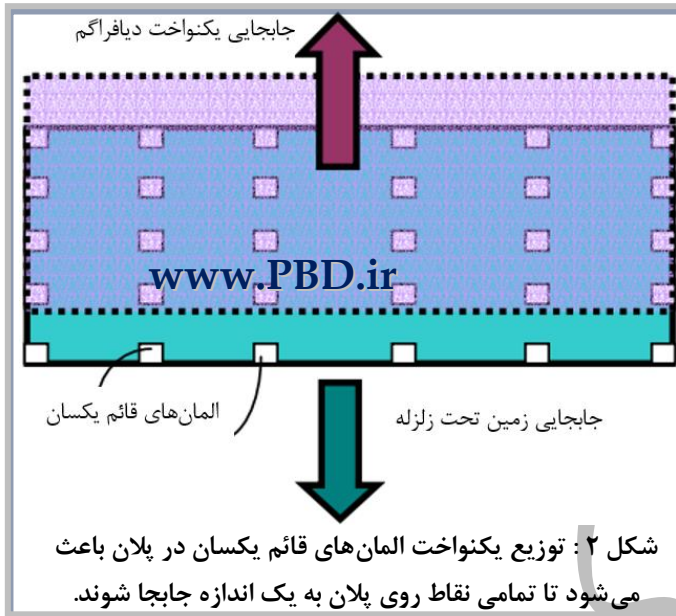 جابجایی یکنواخت دیافراگم
www.PBD.ir
المان‌های قائم یکسان
جابجایی زمین تحت زلزله
شکل ۲ : توزیع یکنواخت المان‌های قائم یکسان در پلان باعث
می‌شود تا تمامی نقاط روی پلان به یک اندازه جابجا شوند.